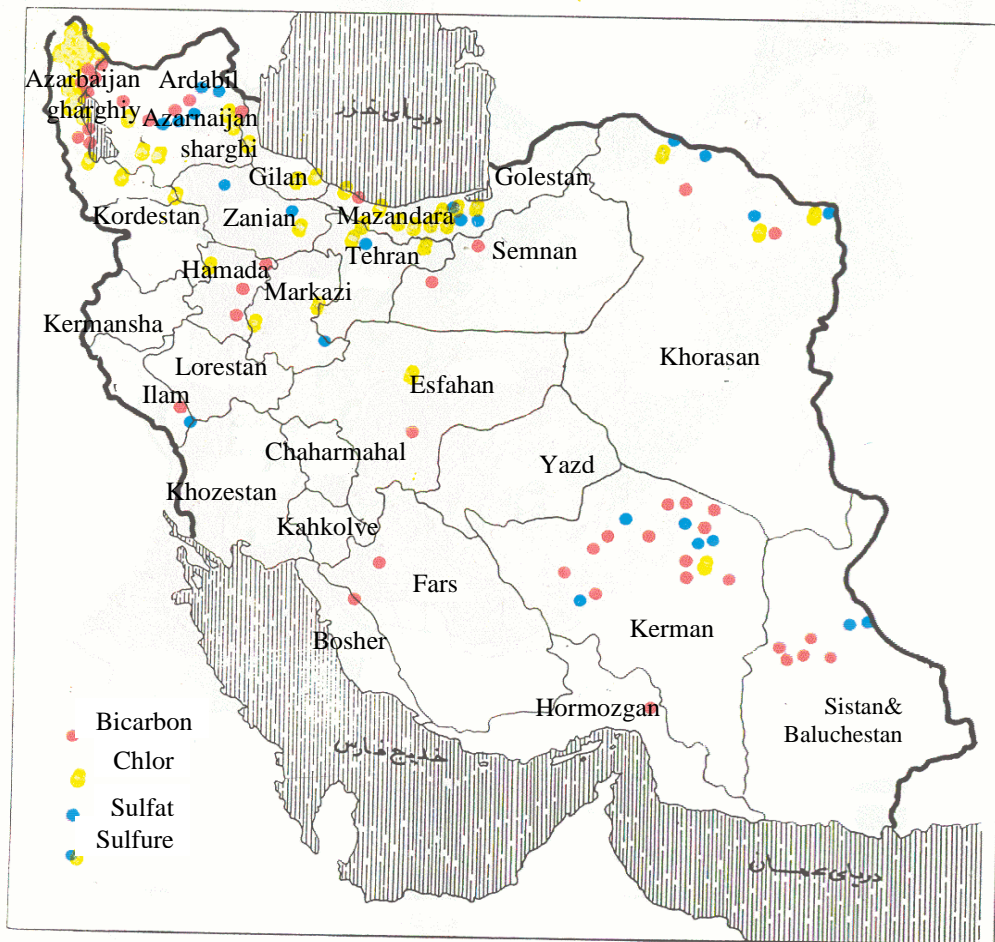 دریای خزر
Azarbaijan
gharghiy
Ardabil
Azarnaijan
sharghi
Gilan
Golestan
Kordestan
Zanjan
Mazandara
Tehran
Semnan
Hamada
Markazi
Kermansha
Lorestan
Khorasan
Ilam
Esfahan
Chaharmahal
Yazd
Khozestan
Kahkolve
Fars
Kerman
Bosher
Hormozgan
Sistan&
Baluchestan
خلیج فارس
دریای عمان
Bicarbon
Chlor
Sulfat
Sulfure